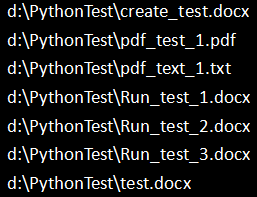 d:\PythonTest\create_test.docx
d:\PythonTest\pdf_test_1.pdf
d:\PythonTest\pdf_text_1.txt
d:\PythonTest\Run_test_1.docx
d:\PythonTest\Run_test_2.docx
d:\PythonTest\Run_test_3.docx
d:\PythonTest\test.docx